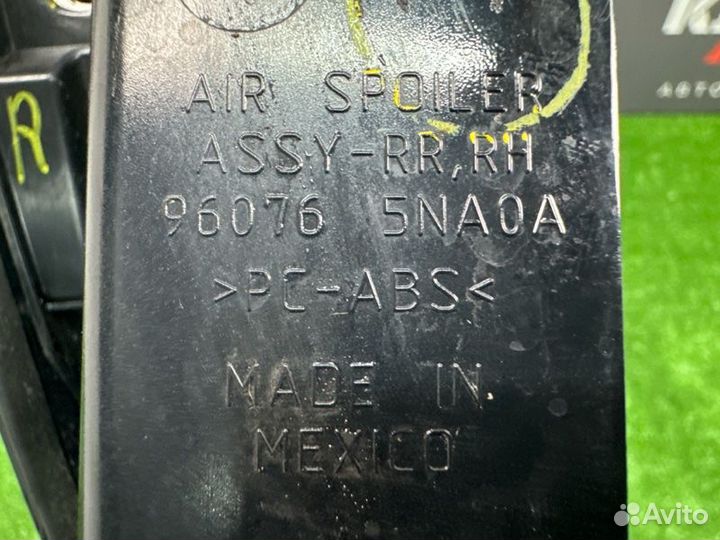 AIR SPOILER
ASSY-RR,RH
96076 5NA0A
>PC-ABS<
MADE IN
MEXICO
R
Avito